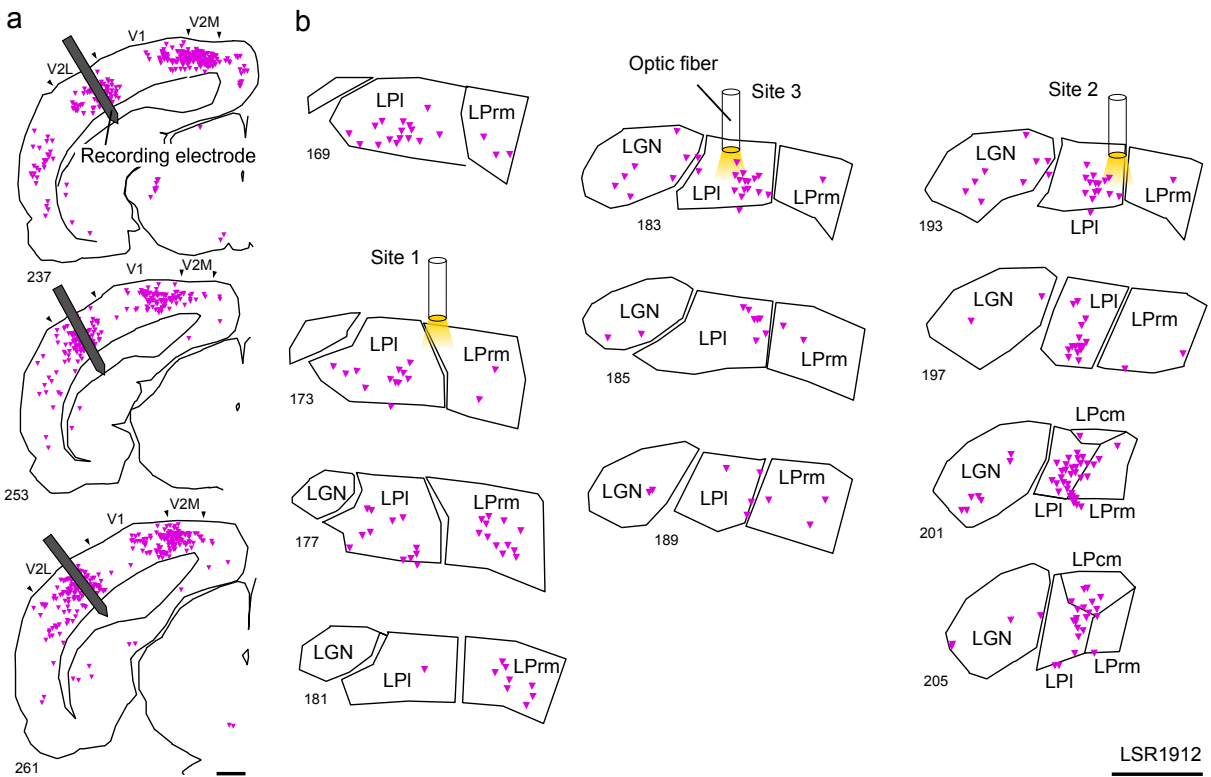 a
V1
V2M
V2L
Recording electrode
237
V1
V2M
253
V1
V2M
V2L
261
b
LPl
LPrm
169
Site 1
LPl
LPrm
173
LGN
LPl
LPrm
177
LGN
LPl
LPrm
181
Optic fiber
Site 3
LGN
LPl
LPrm
183
LGN
LPl
LPrm
185
LGN
LPl
LPrm
189
Site 2
LGN
LPrm
LPl
193
LGN
LPl
LPrm
197
LPcm
LGN
LPl
LPrm
201
LPcm
LGN
LPrm
LPl
205
LSR1912